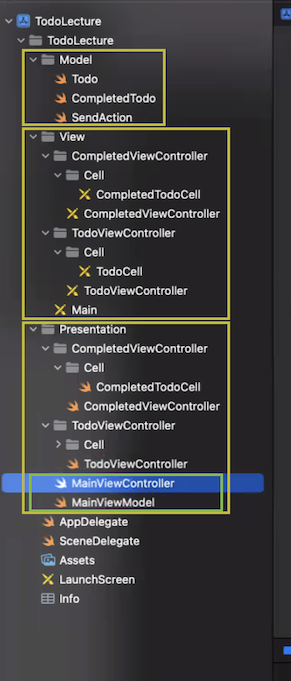 TodoLecture
TodoLecture
Model
Todo
CompletedTodo
SendAction
View
CompletedViewController
Cell
CompletedTodoCell
CompletedViewController
TodoViewController
Cell
TodoCell
TodoViewController
Main
Presentation
CompletedViewController
Cell
CompletedTodoCell
CompletedViewController
TodoViewController
Cell
TodoViewController
MainViewController
MainViewModel
AppDelegate
SceneDelegate
Assets
LaunchScreen
Info